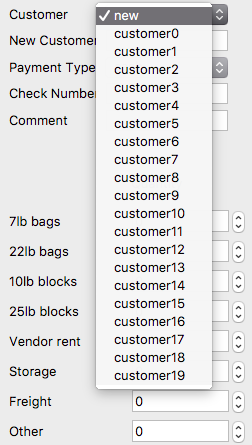 Customer
✓ new
New Customer
customer0
customer1
Payment Type
customer2
customer3
Check Number
customer4
customer5
Comment
customer6
customer7
customer8
customer9
customer10
7lb bags
customer11
22lb bags
customer12
customer13
10lb blocks
customer14
customer15
25lb blocks
customer16
Vendor rent
customer17
customer18
Storage
customer19
Freight 0
Other 0